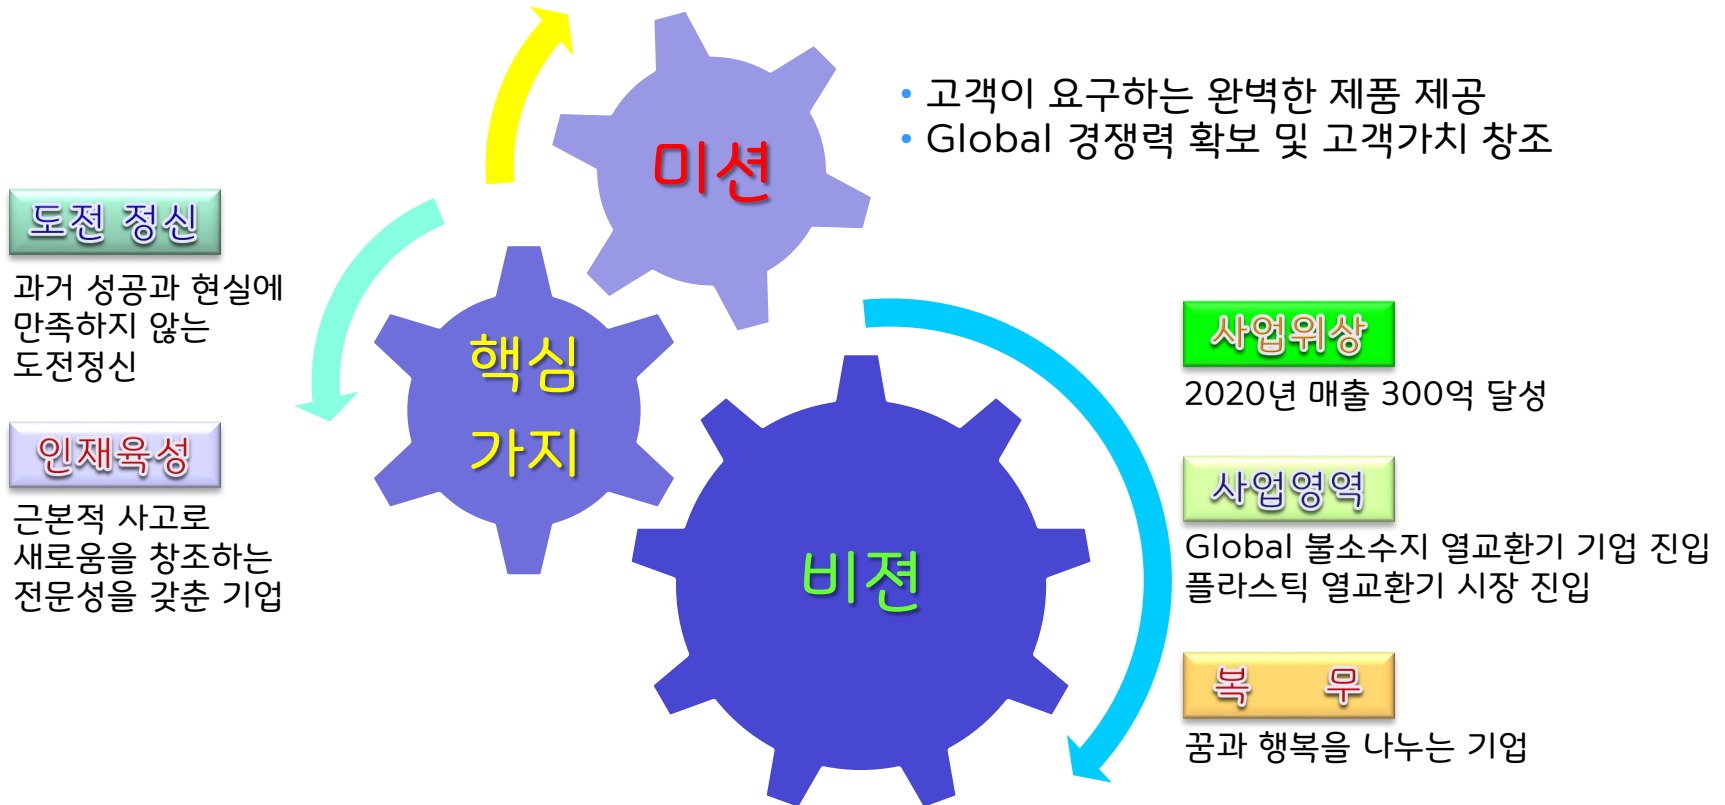 • 고객이 요구하는 완벽한 제품 제공
• Global 경쟁력 확보 및 고객가치 창조
미션
도전 정신
과거 성공과 현실에
만족하지 않는
도전정신
인재육성
근본적 사고로
새로움을 창조하는
전문성을 갖춘 기업
핵심
가지
비젼
사업위상
2020년 매출 300억 달성
사업영역
Global 불소수지 열교환기 기업 진입
플라스틱 열교환기 시장 진입
복 무
꿈과 행복을 나누는 기업